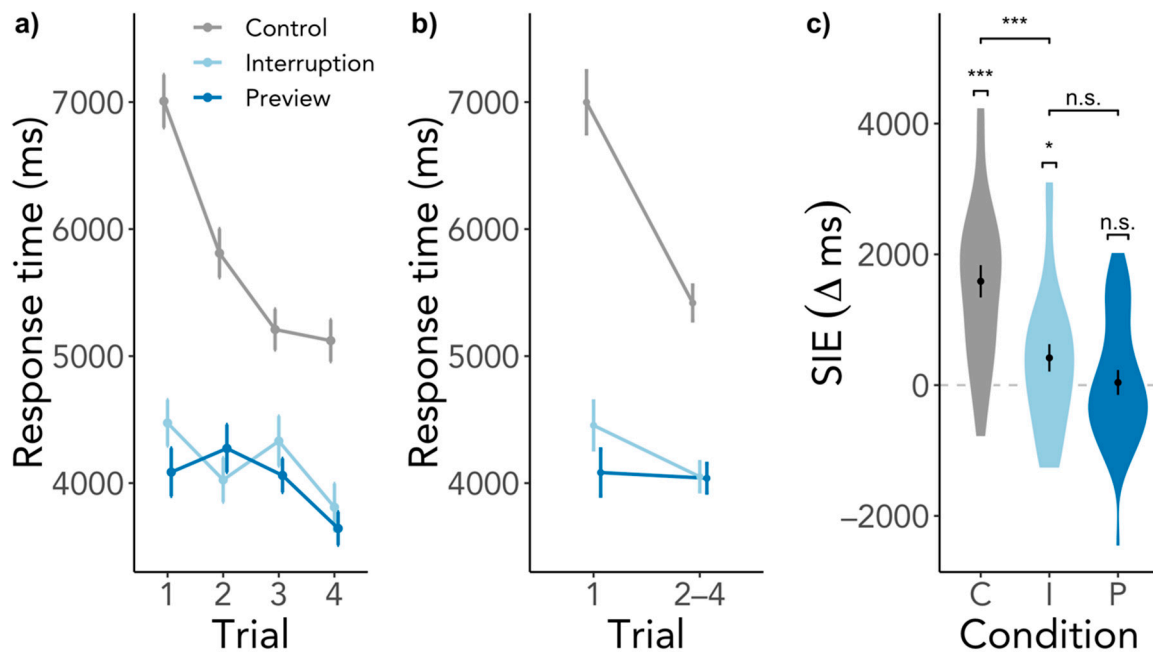 a)
Control
Interruption
Preview
7000
6000
5000
4000
Response time (ms)
1 2 3 4
Trial
b)
7000
6000
5000
4000
Response time (ms)
1 2–4
Trial
c)
***
***
n.s.
*
n.s.
4000
2000
0
−2000
SIE (Δ ms)
C I P
Condition